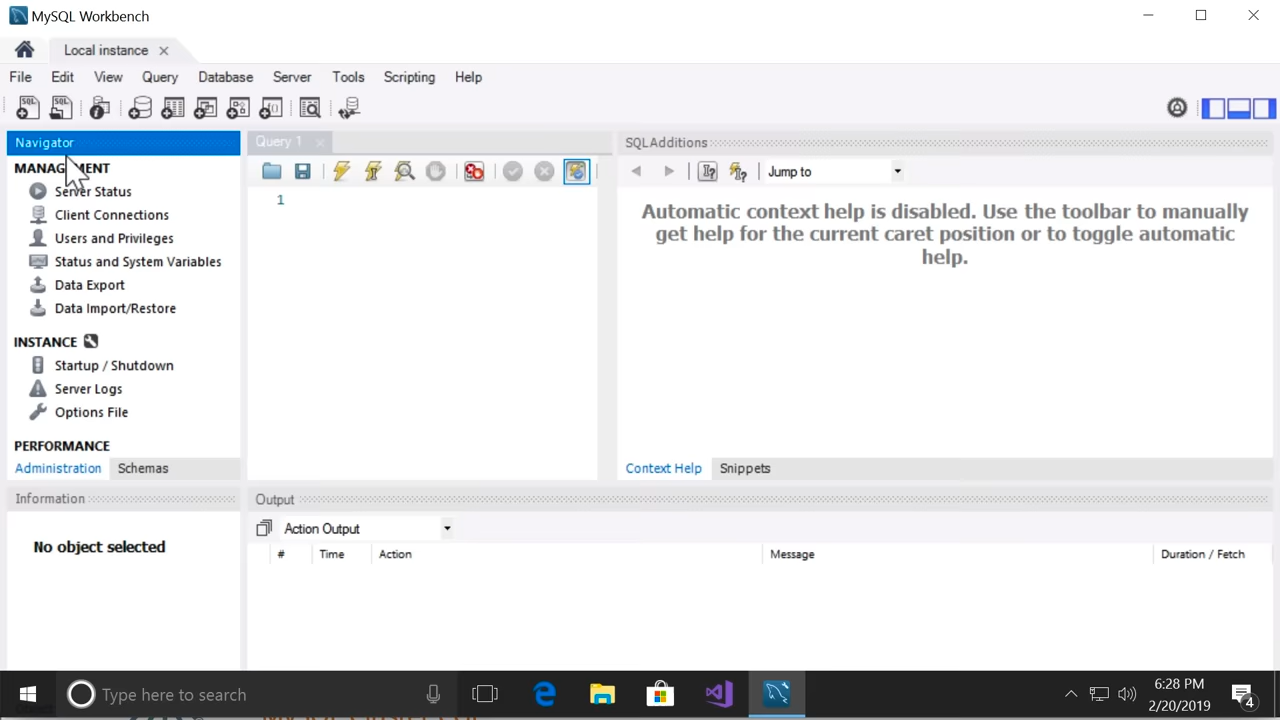 MySQL Workbench
Local instance
File Edit View Query Database Server Tools Scripting Help
Navigator
MANAGEMENT
Server Status
Client Connections
Users and Privileges
Status and System Variables
Data Export
Data Import/Restore
INSTANCE
Startup / Shutdown
Server Logs
Options File
PERFORMANCE
Administration Schemas
Query 1
1
SQLAdditions
Jump to
Automatic context help is disabled. Use the toolbar to manually
get help for the current caret position or to toggle automatic
help.
Context Help Snippets
Information
No object selected
Output
Action Output
# Time Action Message Duration / Fetch
Type here to search
6:28 PM
2/20/2019
4